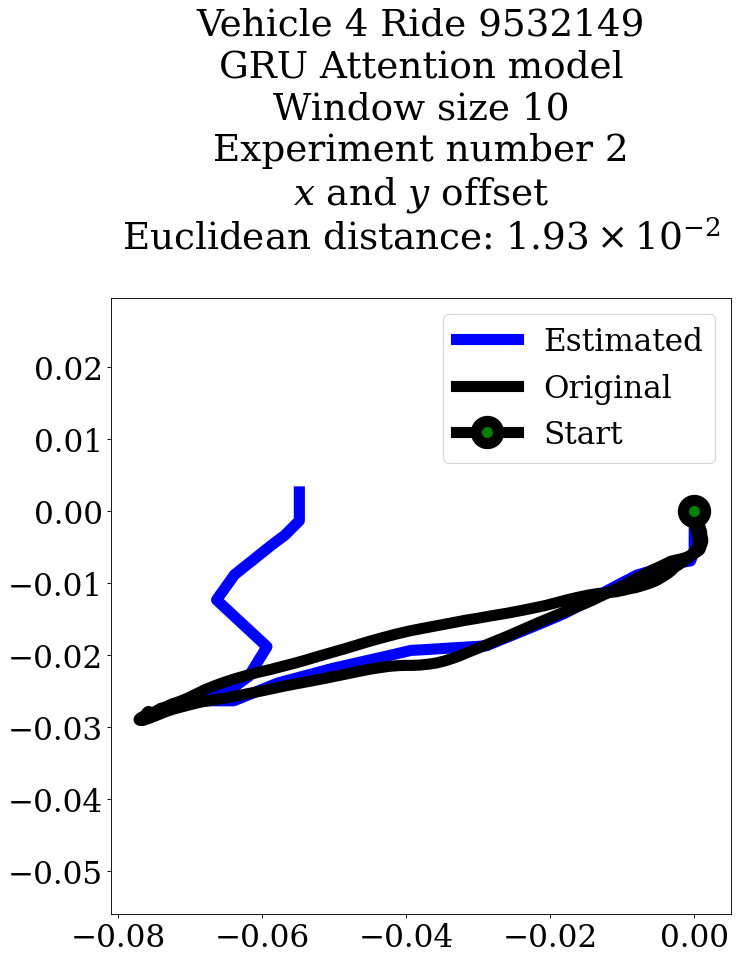 Vehicle 4 Ride 9532149
GRU Attention model
Window size 10
Experiment number 2
x and y offset
Euclidean distance: 1.93 × 10⁻²
Estimated
Original
Start
0.02
0.01
0.00
−0.01
−0.02
−0.03
−0.04
−0.05
−0.08 −0.06 −0.04 −0.02 0.00